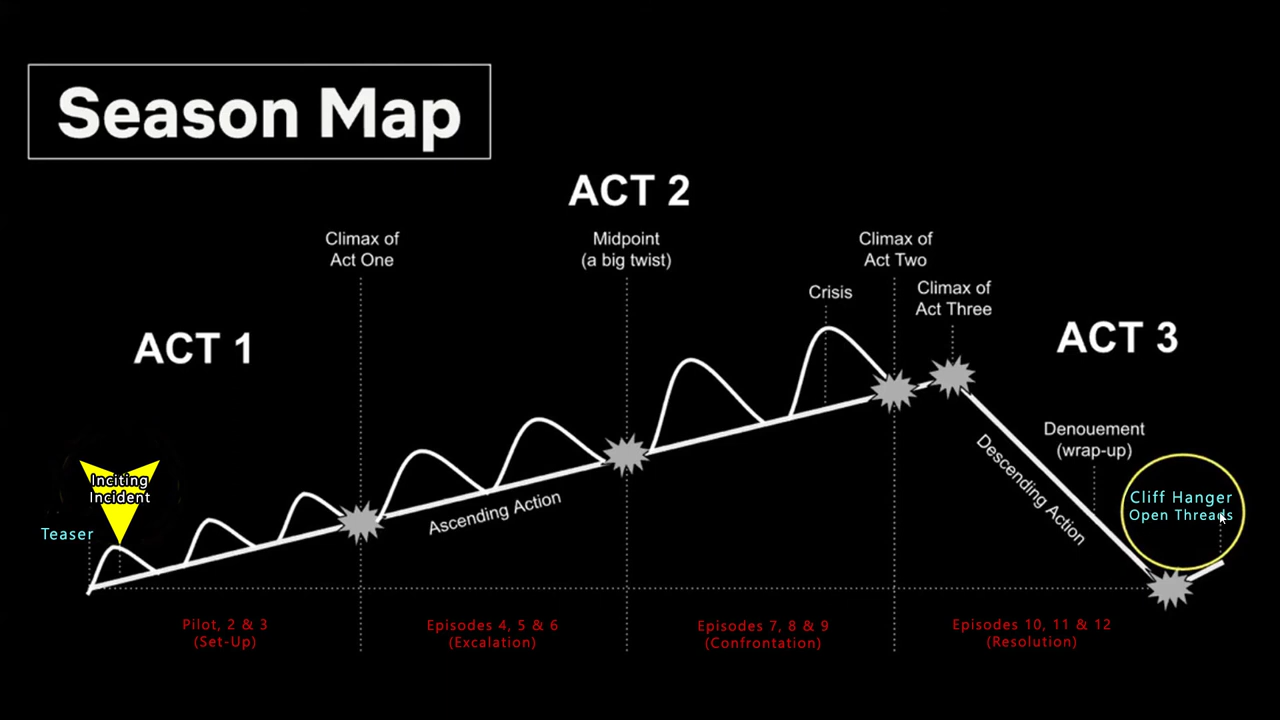 Season Map
ACT 2
Climax of
Act One
Midpoint
(a big twist)
Climax of
Act Two
Crisis
Climax of
Act Three
ACT 1
ACT 3
Inciting
Incident
Teaser
Ascending Action
Descending Action
Denouement
(wrap-up)
Cliff Hanger
Open Threads
Pilot, 2 & 3
(Set-Up)
Episodes 4, 5 & 6
(Excalation)
Episodes 7, 8 & 9
(Confrontation)
Episodes 10, 11 & 12
(Resolution)